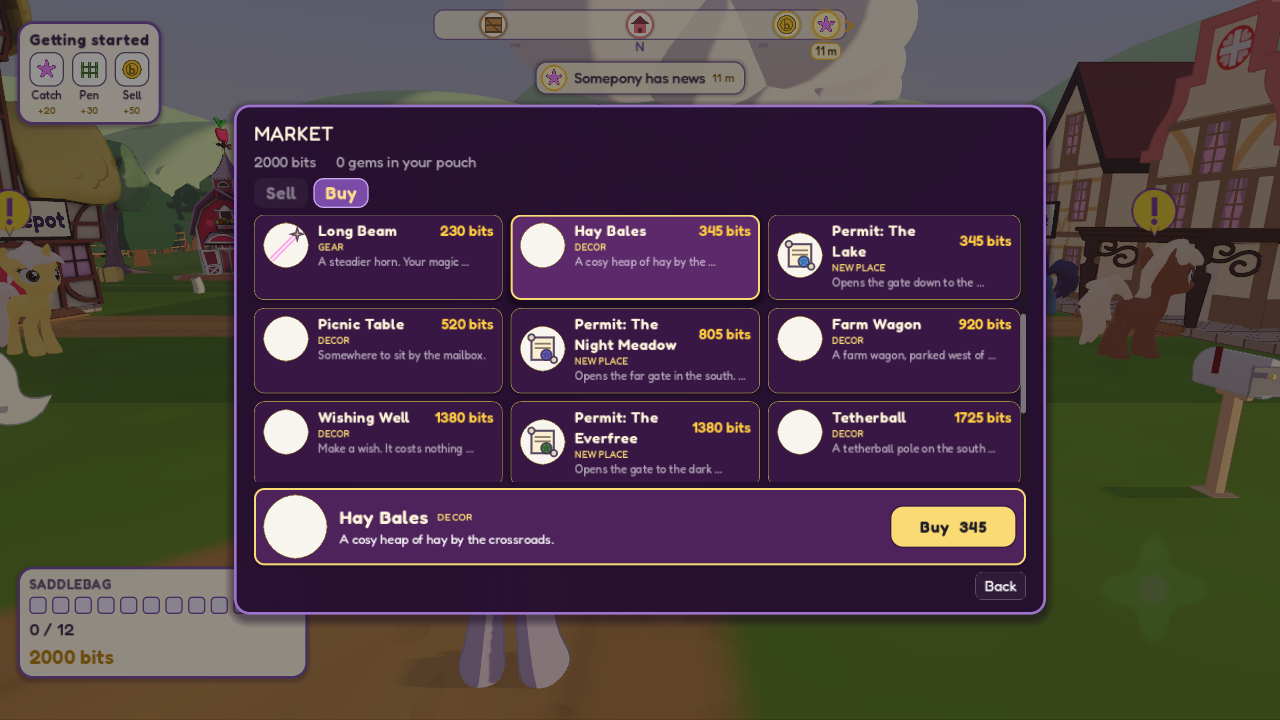 Getting started
Catch
Pen
Sell
+20
+30
+50
NW
N
NE
11 m
Somepony has news 11 m
MARKET
2000 bits 0 gems in your pouch
Sell Buy
Long Beam 230 bits
GEAR
A steadier horn. Your magic ...
Hay Bales 345 bits
DECOR
A cosy heap of hay by the ...
Permit: The
Lake
345 bits
NEW PLACE
Opens the gate down to the ...
Picnic Table 520 bits
DECOR
Somewhere to sit by the mailbox.
Permit: The
Night Meadow
805 bits
NEW PLACE
Opens the far gate in the south. ...
Farm Wagon 920 bits
DECOR
A farm wagon, parked west of ...
Wishing Well 1380 bits
DECOR
Make a wish. It costs nothing ...
Permit: The
Everfree
1380 bits
NEW PLACE
Opens the gate to the dark ...
Tetherball 1725 bits
DECOR
A tetherball pole on the south ...
Hay Bales DECOR
A cosy heap of hay by the crossroads.
Buy 345
Back
SADDLEBAG
0 / 12
2000 bits